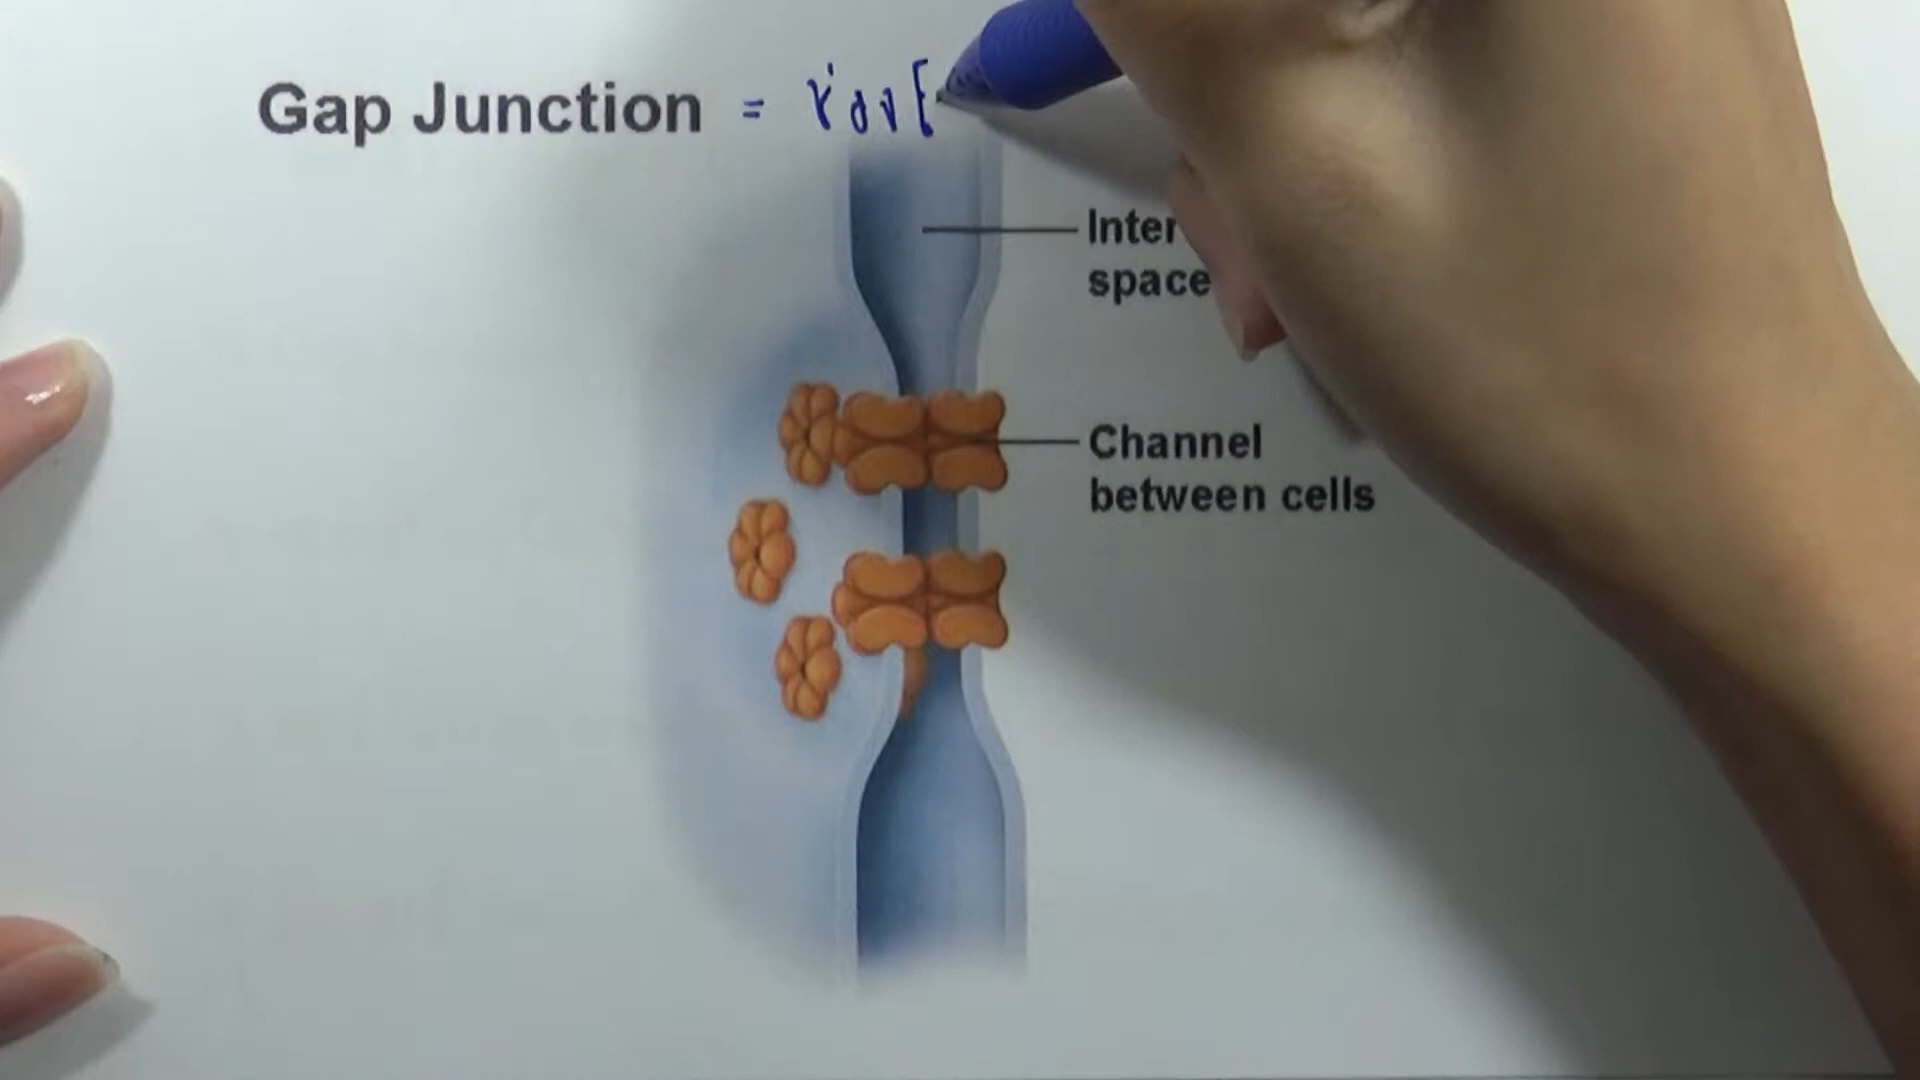 Gap Junction =
Inter
space
Channel
between cells